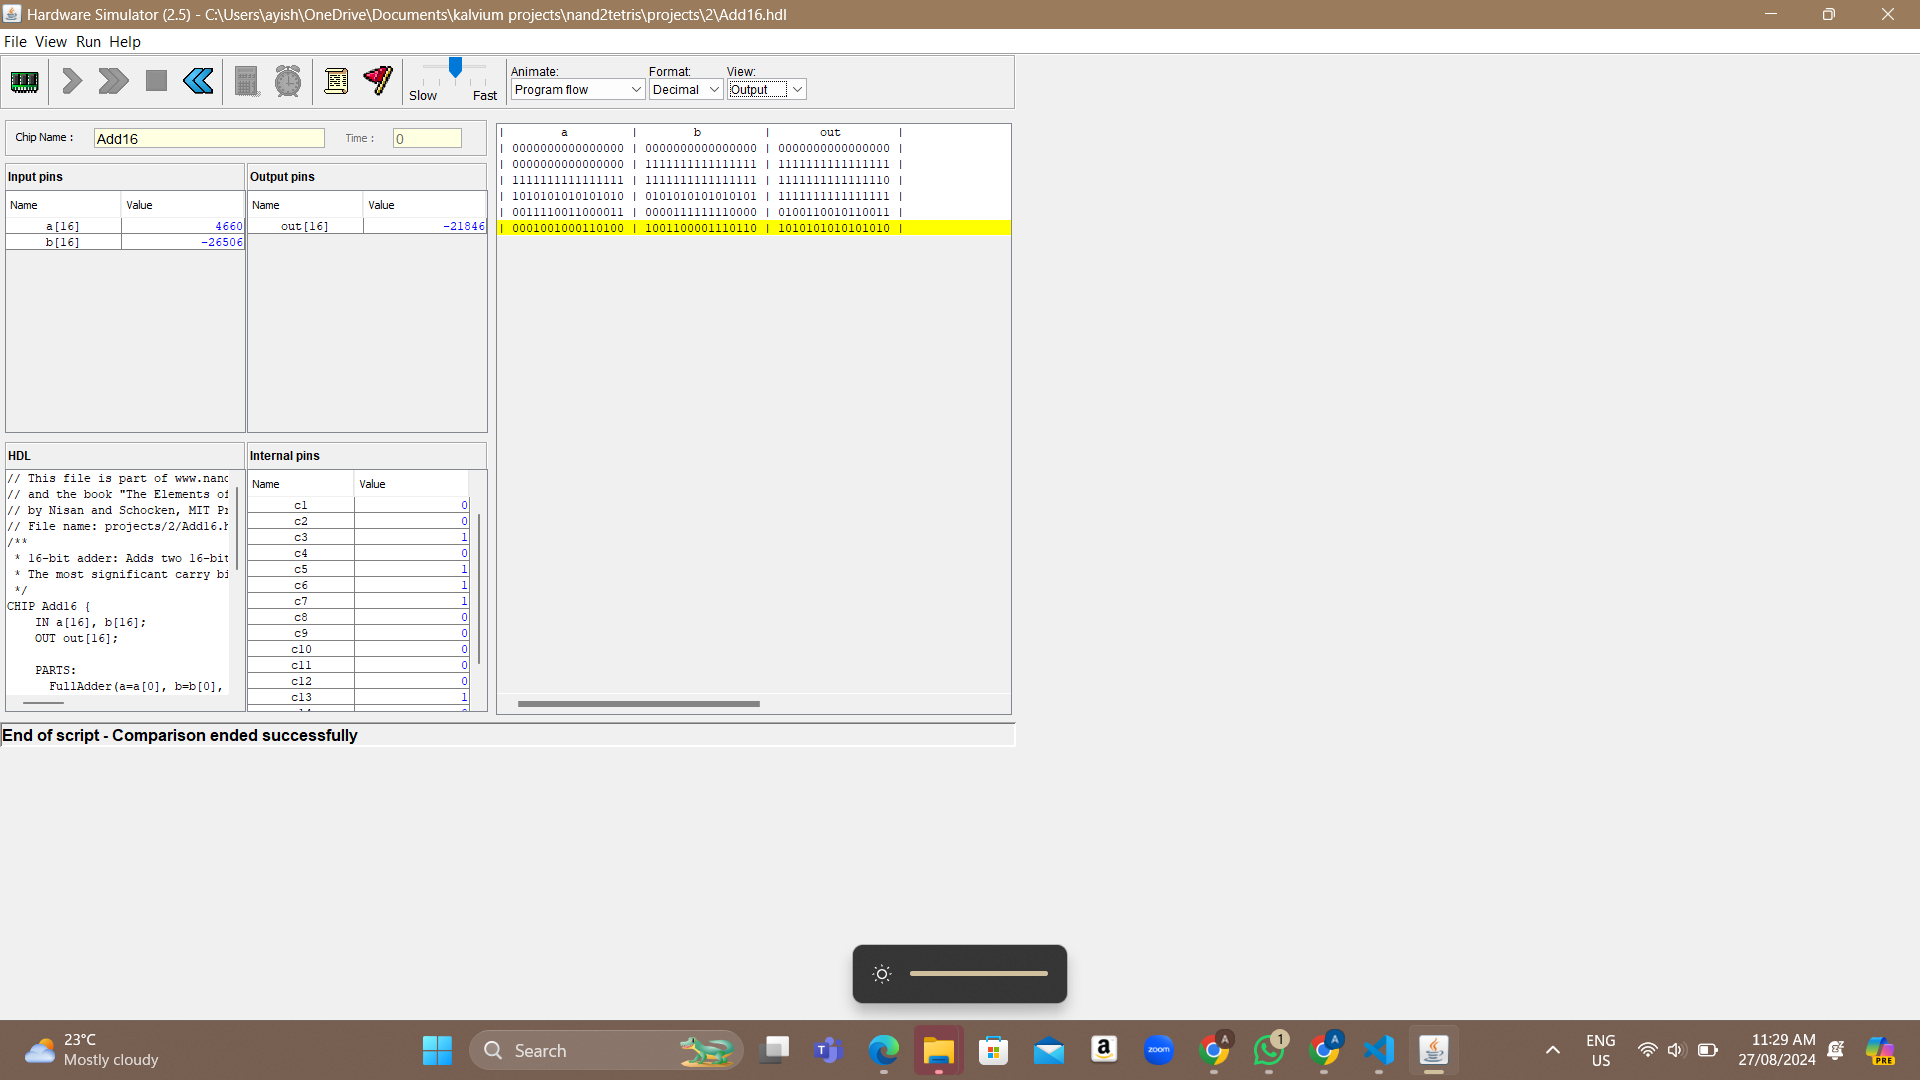 Hardware Simulator (2.5) - C:\Users\ayish\OneDrive\Documents\kalvium projects\nand2tetris\projects\2\Add16.hdl
File View Run Help
Slow Fast
Animate: Format: View:
Program flow Decimal Output
Chip Name : Add16 Time : 0
Input pins
Name Value
a[16] 4660
b[16] -26506
Output pins
Name Value
out[16] -21846
| a | b | out |
| 0000000000000000 | 0000000000000000 | 0000000000000000 |
| 0000000000000000 | 1111111111111111 | 1111111111111111 |
| 1111111111111111 | 1111111111111111 | 1111111111111110 |
| 1010101010101010 | 0101010101010101 | 1111111111111111 |
| 0011110011000011 | 0000111111110000 | 0100110010110011 |
| 0001001000110100 | 1001100001110110 | 1010101010101010 |
HDL
// This file is part of www.nanc
// and the book "The Elements of
// by Nisan and Schocken, MIT Pr
// File name: projects/2/Add16.h
/**
* 16-bit adder: Adds two 16-bit
* The most significant carry bi
*/
CHIP Add16 {
IN a[16], b[16];
OUT out[16];
PARTS:
FullAdder(a=a[0], b=b[0],
Internal pins
Name Value
c1 0
c2 0
c3 1
c4 0
c5 1
c6 1
c7 1
c8 0
c9 0
c10 0
c11 0
c12 0
c13 1
End of script - Comparison ended successfully
23°C
Mostly cloudy
Search
zoom
A
1
A
ENG
US
11:29 AM
27/08/2024
PRE